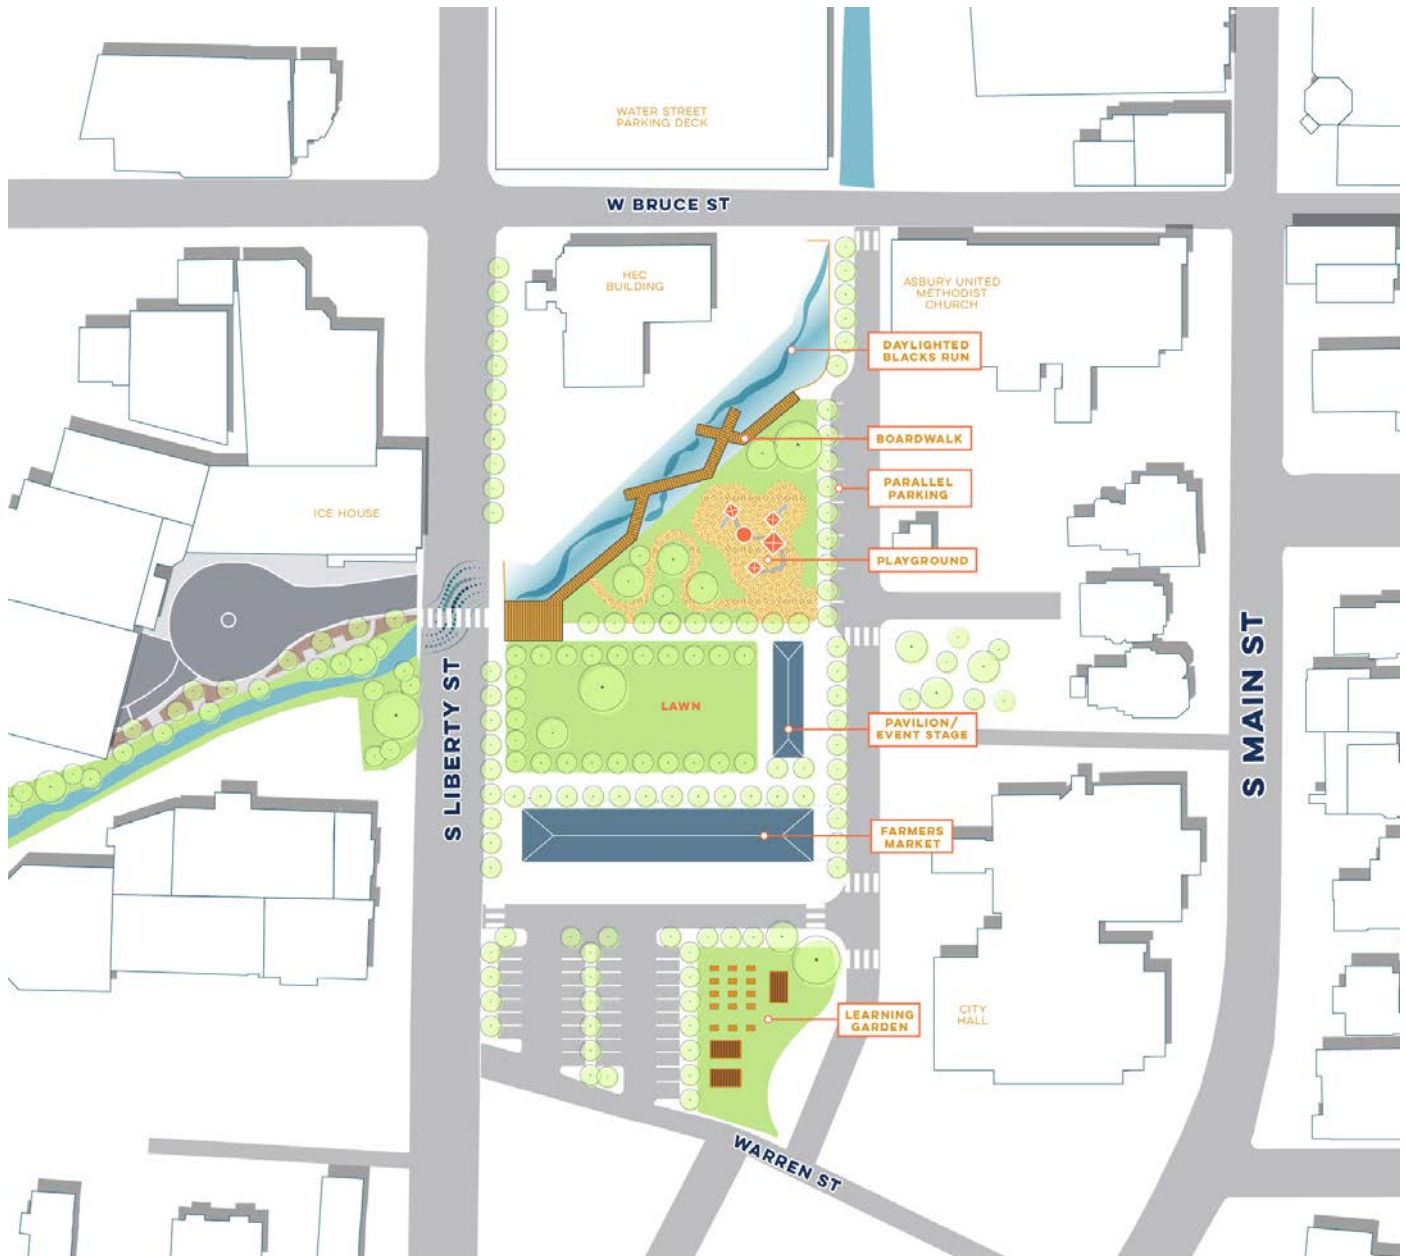 WATER STREET
PARKING DECK
W BRUCE ST
HEC
BUILDING
ASBURY UNITED
METHODIST
CHURCH
DAYLIGHTED
BLACKS RUN
BOARDWALK
PARALLEL
PARKING
ICE HOUSE
PLAYGROUND
S LIBERTY ST
S MAIN ST
LAWN
PAVILION/
EVENT STAGE
FARMERS
MARKET
LEARNING
GARDEN
CITY
HALL
WARREN ST